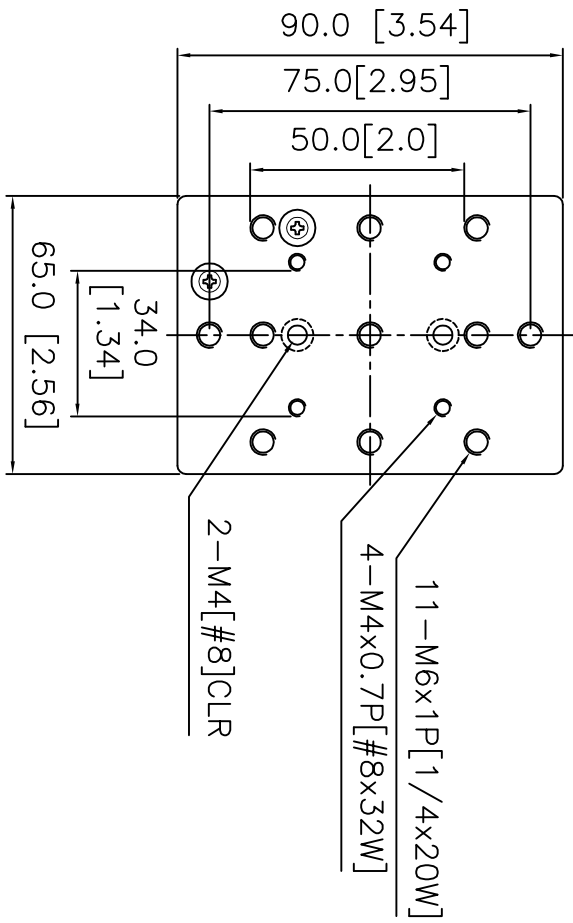 90.0 [3.54]
75.0[2.95]
50.0[2.0]
34.0
[1.34]
65.0 [2.56]
2-M4[#8]CLR
4-M4x0.7P[#8x32W]
11-M6x1P[1/4x20W]